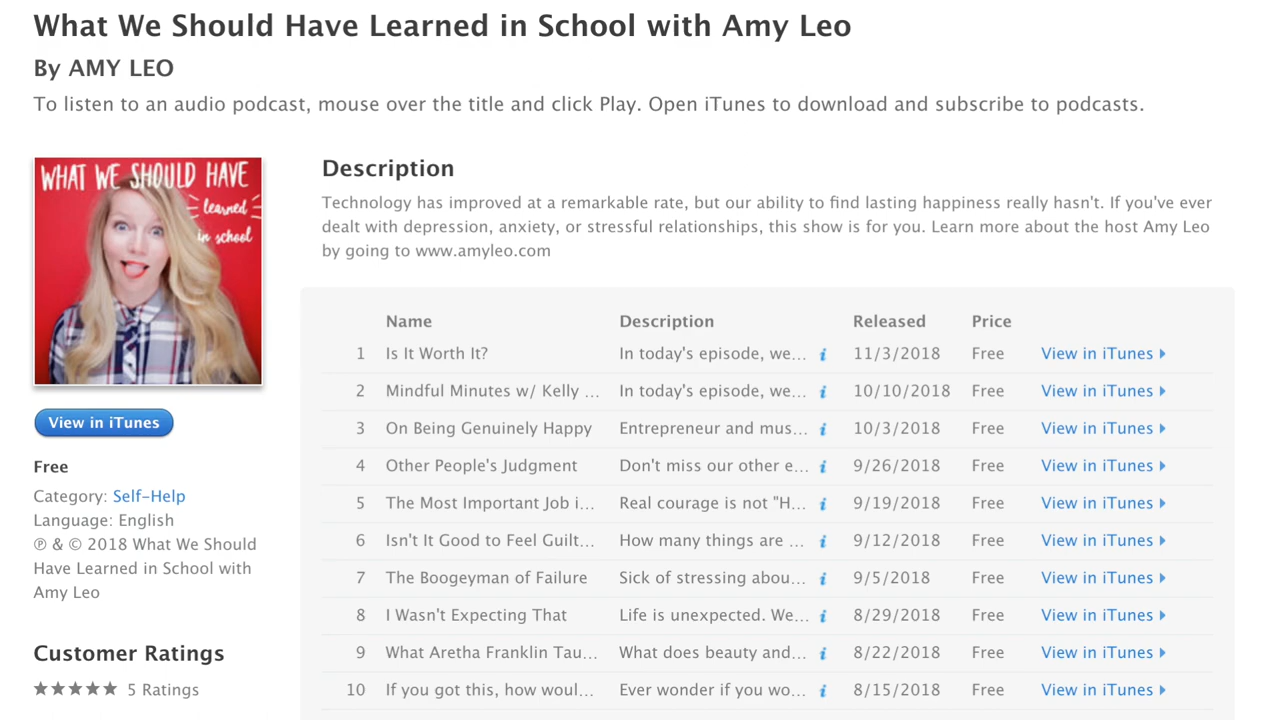 What We Should Have Learned in School with Amy Leo
By AMY LEO
To listen to an audio podcast, mouse over the title and click Play. Open iTunes to download and subscribe to podcasts.
WHAT WE SHOULD HAVE
learned
in school
View in iTunes
Free
Category: Self-Help
Language: English
℗ & © 2018 What We Should
Have Learned in School with
Amy Leo
Customer Ratings
★★★★★ 5 Ratings
Description
Technology has improved at a remarkable rate, but our ability to find lasting happiness really hasn't. If you've ever
dealt with depression, anxiety, or stressful relationships, this show is for you. Learn more about the host Amy Leo
by going to www.amyleo.com
Name Description Released Price
1 Is It Worth It? In today's episode, we... i 11/3/2018 Free View in iTunes
2 Mindful Minutes w/ Kelly ... In today's episode, we... i 10/10/2018 Free View in iTunes
3 On Being Genuinely Happy Entrepreneur and mus... i 10/3/2018 Free View in iTunes
4 Other People's Judgment Don't miss our other e... i 9/26/2018 Free View in iTunes
5 The Most Important Job i... Real courage is not "H... i 9/19/2018 Free View in iTunes
6 Isn't It Good to Feel Guilt... How many things are ... i 9/12/2018 Free View in iTunes
7 The Boogeyman of Failure Sick of stressing abou... i 9/5/2018 Free View in iTunes
8 I Wasn't Expecting That Life is unexpected. We... i 8/29/2018 Free View in iTunes
9 What Aretha Franklin Tau... What does beauty and... i 8/22/2018 Free View in iTunes
10 If you got this, how woul... Ever wonder if you wo... i 8/15/2018 Free View in iTunes